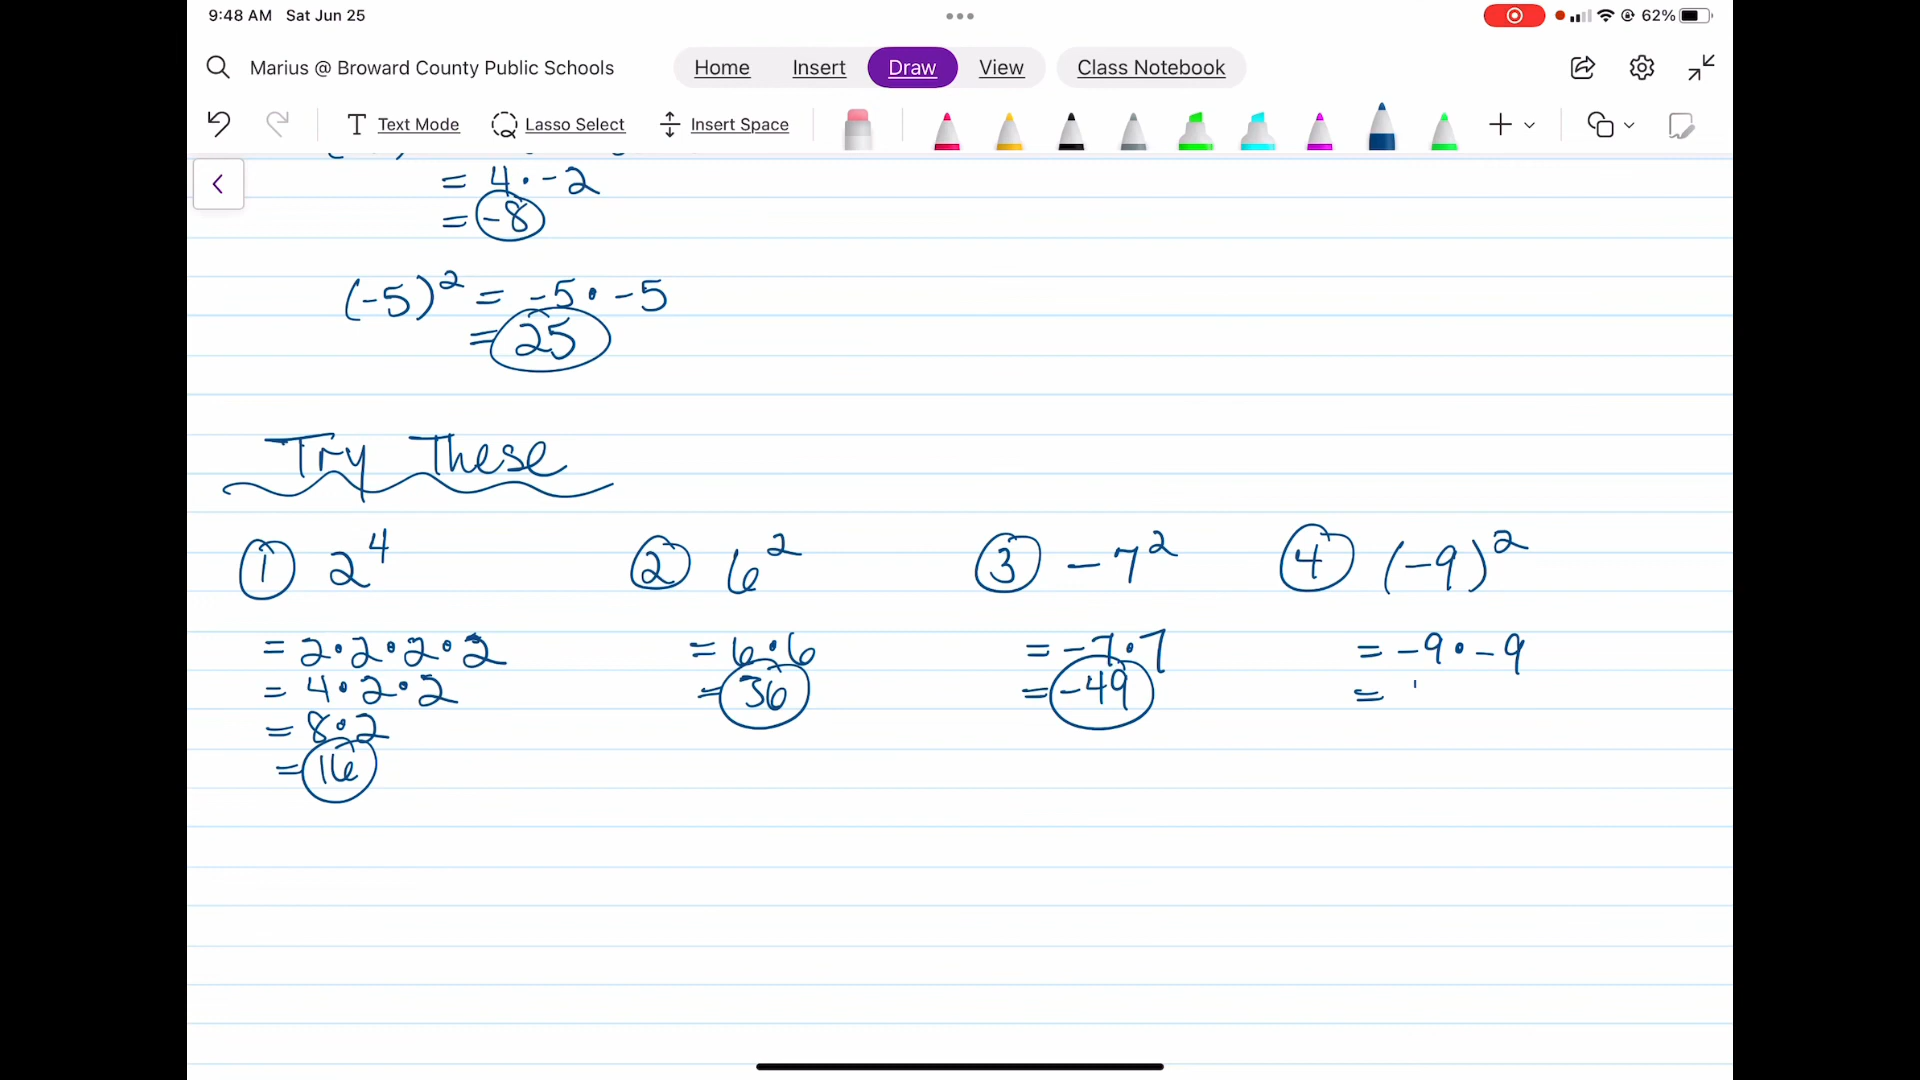 9:48 AM Sat Jun 25
62%
Marius @ Broward County Public Schools
Home Insert Draw View Class Notebook
Text Mode Lasso Select Insert Space
= 4 · -2
= -8
(-5)² = -5 · -5
= 25
Try These
① 2⁴ ② 6² ③ -7² ④ (-9)²
= 2·2·2·2 = 6·6 = -7·7 = -9·-9
= 4·2·2 = 36 = -49 =
= 8·2
= 16